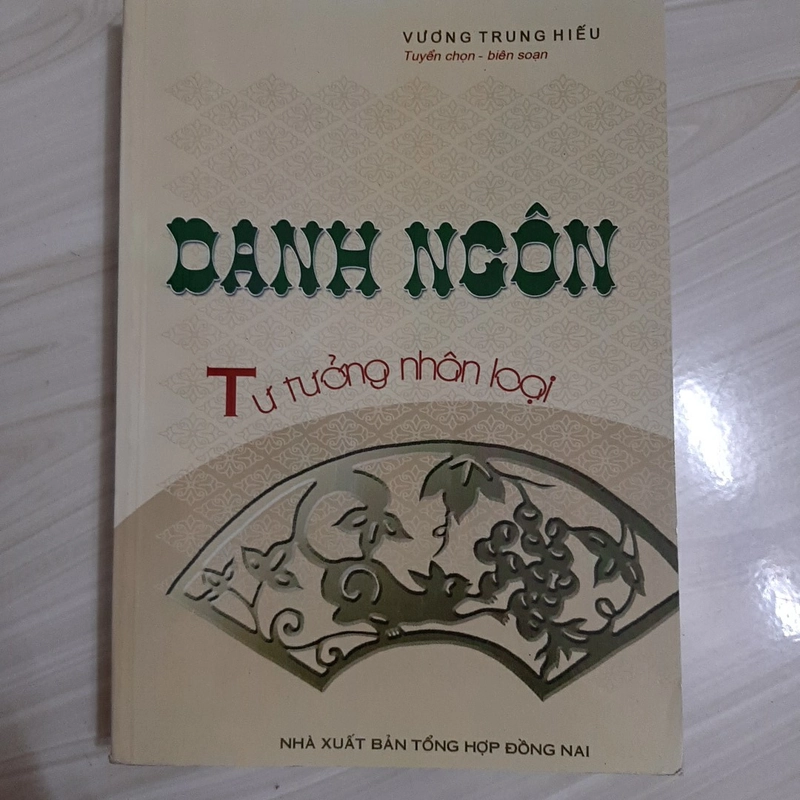 VƯƠNG TRUNG HIẾU
Tuyển chọn - biên soạn
DANH NGÔN
Tư tưởng nhân loại
NHÀ XUẤT BẢN TỔNG HỢP ĐỒNG NAI